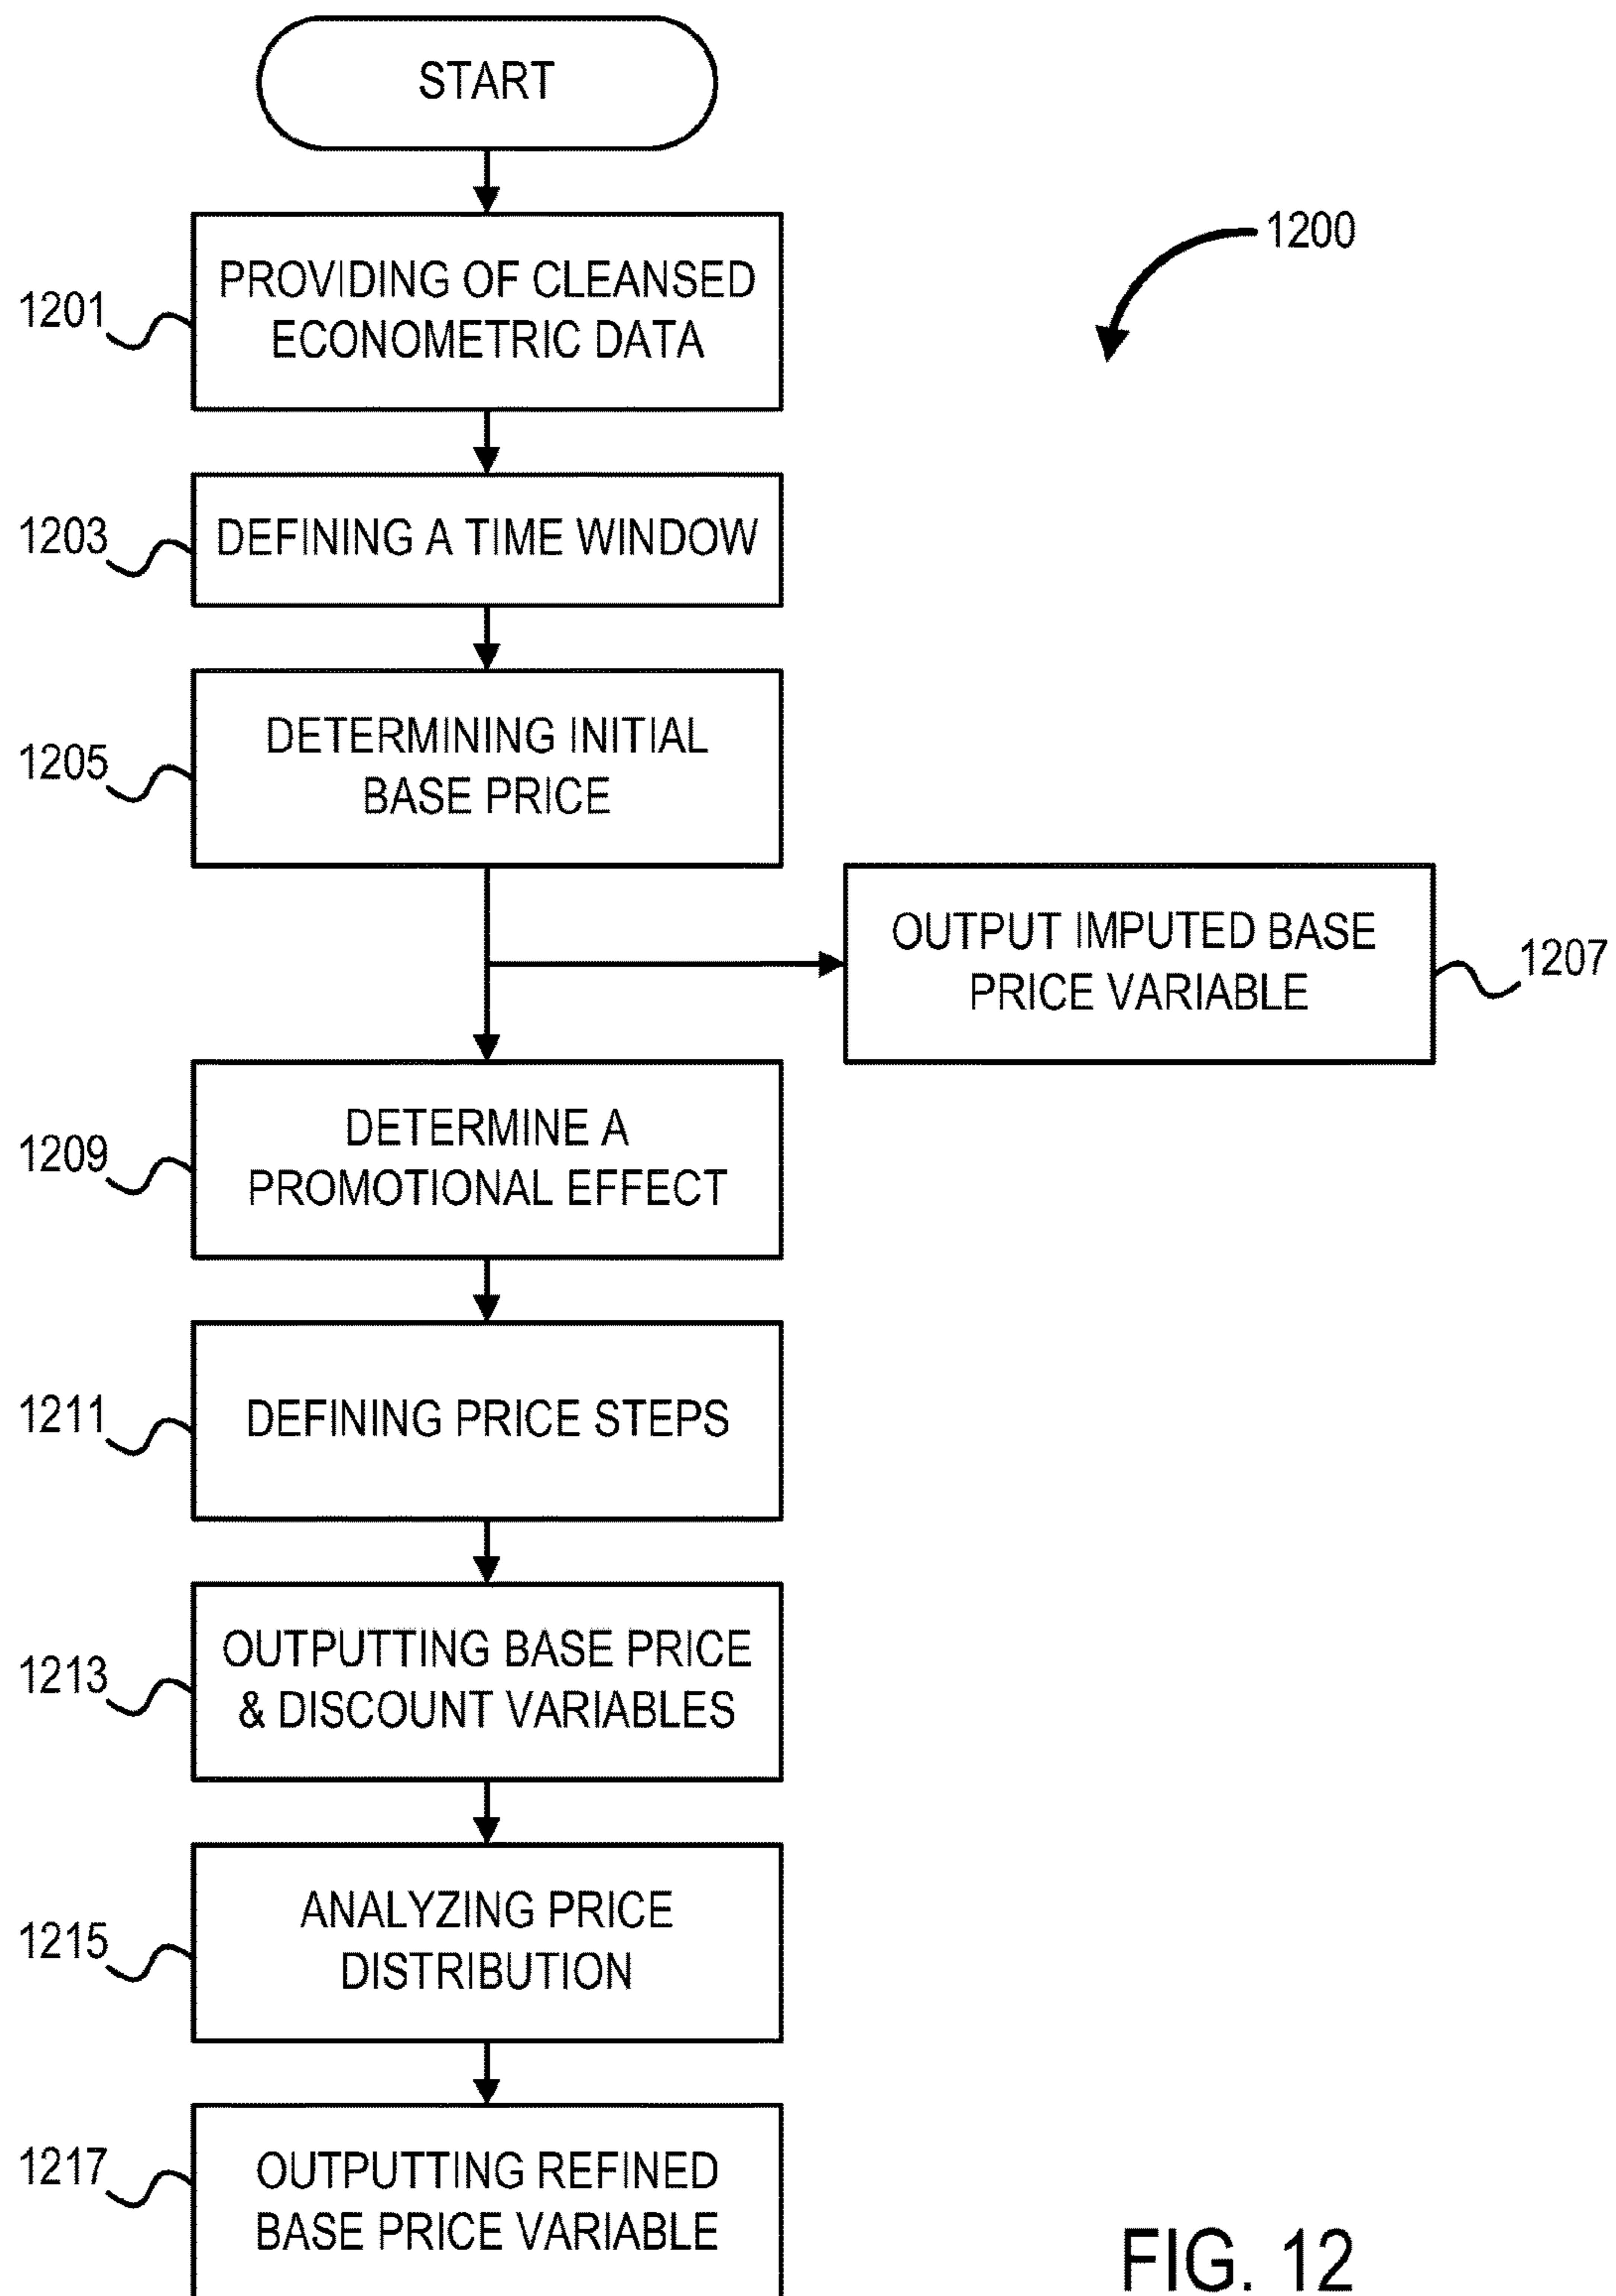 START
1200
PROVIDING OF CLEANSED
ECONOMETRIC DATA
1201
DEFINING A TIME WINDOW
1203
DETERMINING INITIAL
BASE PRICE
1205
OUTPUT IMPUTED BASE
PRICE VARIABLE
1207
DETERMINE A
PROMOTIONAL EFFECT
1209
DEFINING PRICE STEPS
1211
OUTPUTTING BASE PRICE
& DISCOUNT VARIABLES
1213
ANALYZING PRICE
DISTRIBUTION
1215
OUTPUTTING REFINED
BASE PRICE VARIABLE
1217
FIG. 12